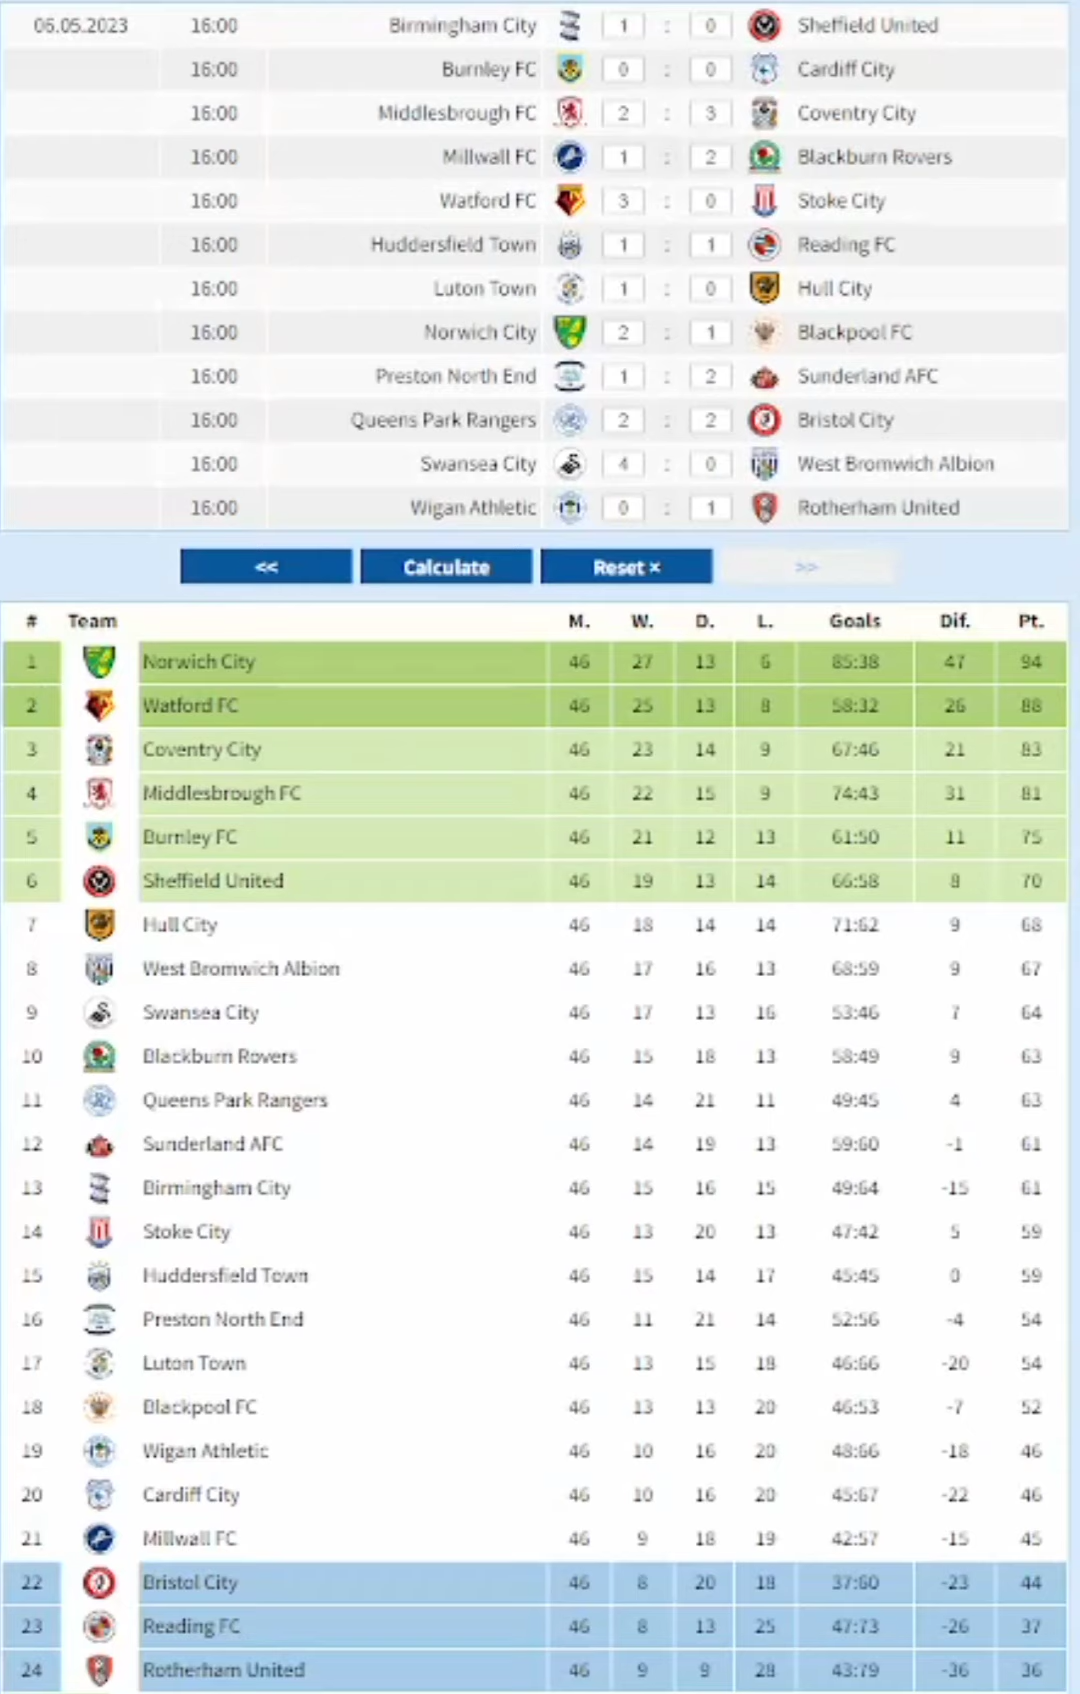 06.05.2023 16:00 Birmingham City 1 : 0 Sheffield United
16:00 Burnley FC 0 : 0 Cardiff City
16:00 Middlesbrough FC 2 : 3 Coventry City
16:00 Millwall FC 1 : 2 Blackburn Rovers
16:00 Watford FC 3 : 0 Stoke City
16:00 Huddersfield Town 1 : 1 Reading FC
16:00 Luton Town 1 : 0 Hull City
16:00 Norwich City 2 : 1 Blackpool FC
16:00 Preston North End 1 : 2 Sunderland AFC
16:00 Queens Park Rangers 2 : 2 Bristol City
16:00 Swansea City 4 : 0 West Bromwich Albion
16:00 Wigan Athletic 0 : 1 Rotherham United
<< Calculate Reset × >>
# Team M. W. D. L. Goals Dif. Pt.
1 Norwich City 46 27 13 6 85:38 47 94
2 Watford FC 46 25 13 8 58:32 26 88
3 Coventry City 46 23 14 9 67:46 21 83
4 Middlesbrough FC 46 22 15 9 74:43 31 81
5 Burnley FC 46 21 12 13 61:50 11 75
6 Sheffield United 46 19 13 14 66:58 8 70
7 Hull City 46 18 14 14 71:62 9 68
8 West Bromwich Albion 46 17 16 13 68:59 9 67
9 Swansea City 46 17 13 16 53:46 7 64
10 Blackburn Rovers 46 15 18 13 58:49 9 63
11 Queens Park Rangers 46 14 21 11 49:45 4 63
12 Sunderland AFC 46 14 19 13 59:60 -1 61
13 Birmingham City 46 15 16 15 49:64 -15 61
14 Stoke City 46 13 20 13 47:42 5 59
15 Huddersfield Town 46 15 14 17 45:45 0 59
16 Preston North End 46 11 21 14 52:56 -4 54
17 Luton Town 46 13 15 18 46:66 -20 54
18 Blackpool FC 46 13 13 20 46:53 -7 52
19 Wigan Athletic 46 10 16 20 48:66 -18 46
20 Cardiff City 46 10 16 20 45:67 -22 46
21 Millwall FC 46 9 18 19 42:57 -15 45
22 Bristol City 46 8 20 18 37:60 -23 44
23 Reading FC 46 8 13 25 47:73 -26 37
24 Rotherham United 46 9 9 28 43:79 -36 36